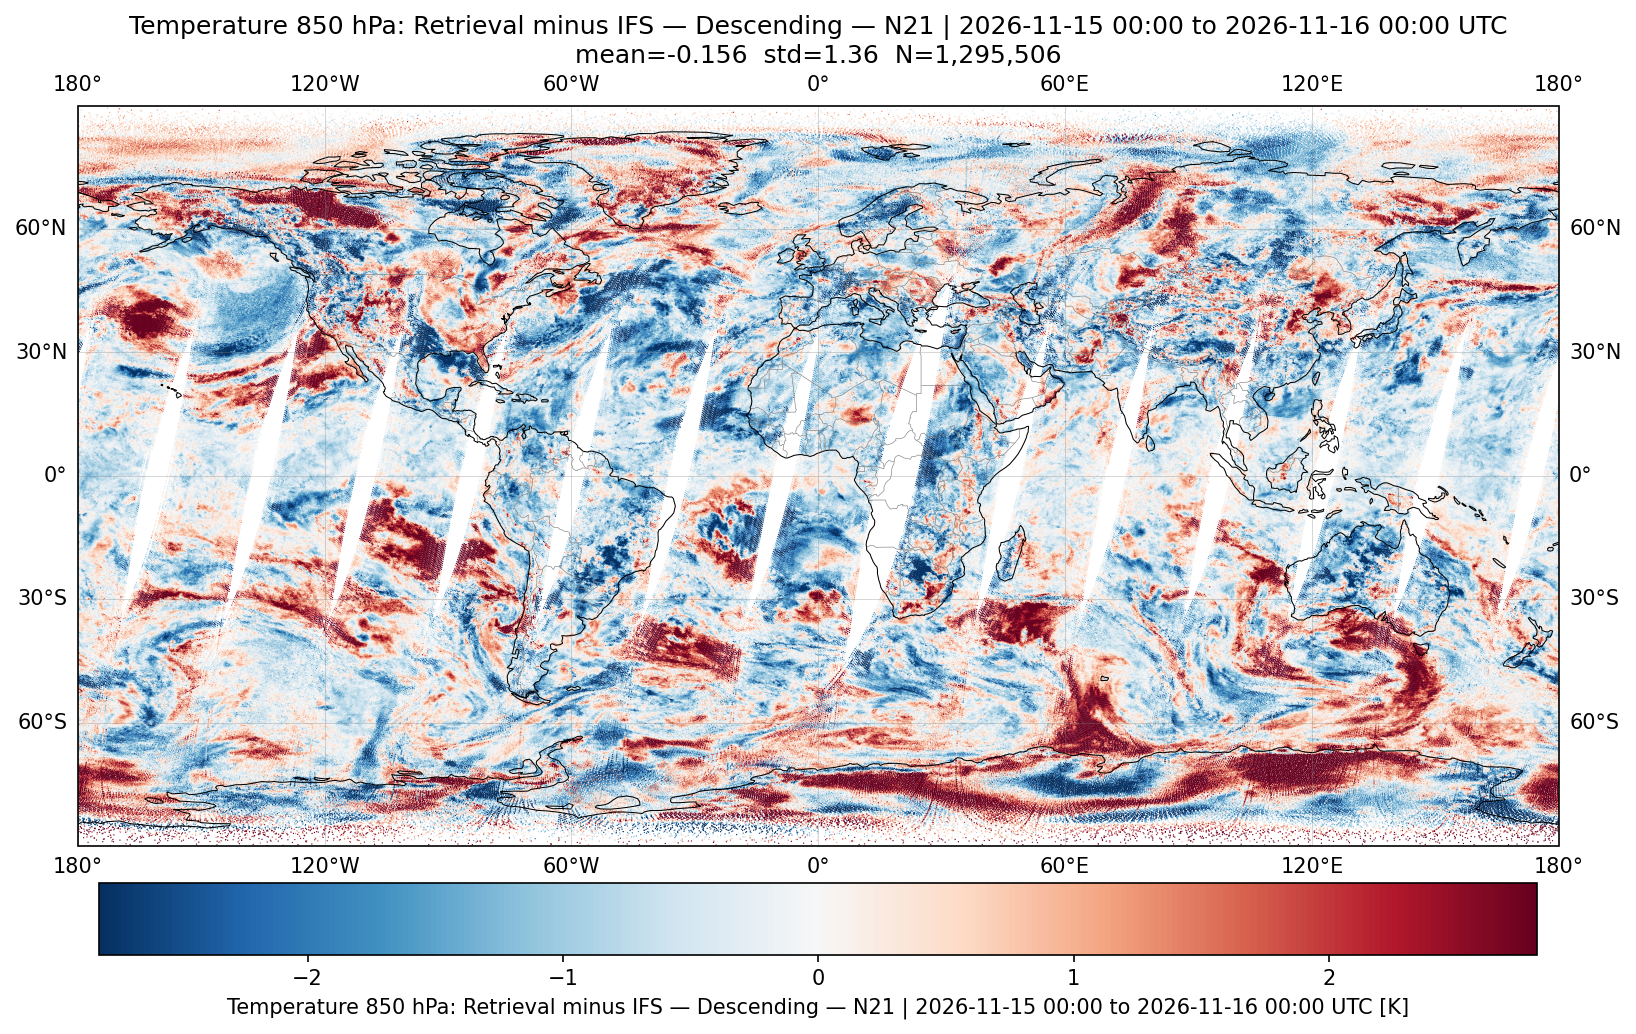 Temperature 850 hPa: Retrieval minus IFS — Descending — N21 | 2026-11-15 00:00 to 2026-11-16 00:00 UTC
mean=-0.156  std=1.36  N=1,295,506
180° 120°W 60°W 0° 60°E 120°E 180°
60°N 60°N
30°N 30°N
0° 0°
30°S 30°S
60°S 60°S
180° 120°W 60°W 0° 60°E 120°E 180°
−2 −1 0 1 2
Temperature 850 hPa: Retrieval minus IFS — Descending — N21 | 2026-11-15 00:00 to 2026-11-16 00:00 UTC [K]